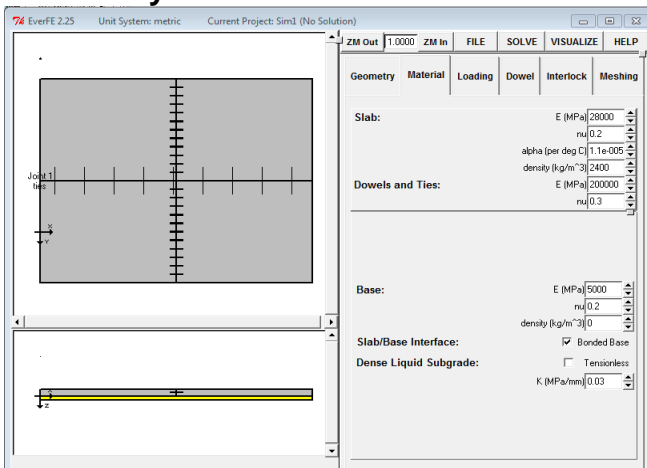 EverFE 2.25 Unit System: metric Current Project: Sim1 (No Solution)
ZM Out 1.0000 ZM In FILE SOLVE VISUALIZE HELP
Geometry Material Loading Dowel Interlock Meshing
Slab: E (MPa) 28000
nu 0.2
alpha (per deg C) 1.1e-005
density (kg/m^3) 2400
Dowels and Ties: E (MPa) 200000
nu 0.3
Joint 1
ties
X
Y
Base: E (MPa) 5000
nu 0.2
density (kg/m^3) 0
Slab/Base Interface: Bonded Base
Dense Liquid Subgrade: Tensionless
K (MPa/mm) 0.03
Z